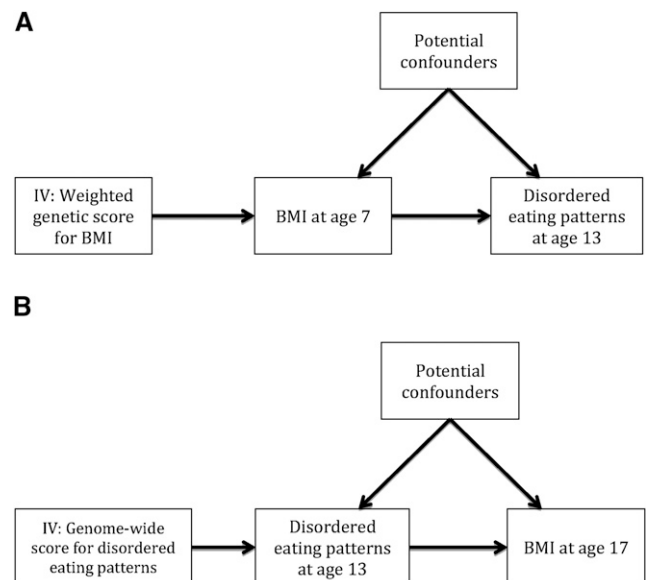 A
Potential
confounders
IV: Weighted
genetic score
for BMI
BMI at age 7
Disordered
eating patterns
at age 13
B
Potential
confounders
IV: Genome-wide
score for disordered
eating patterns
Disordered
eating patterns
at age 13
BMI at age 17